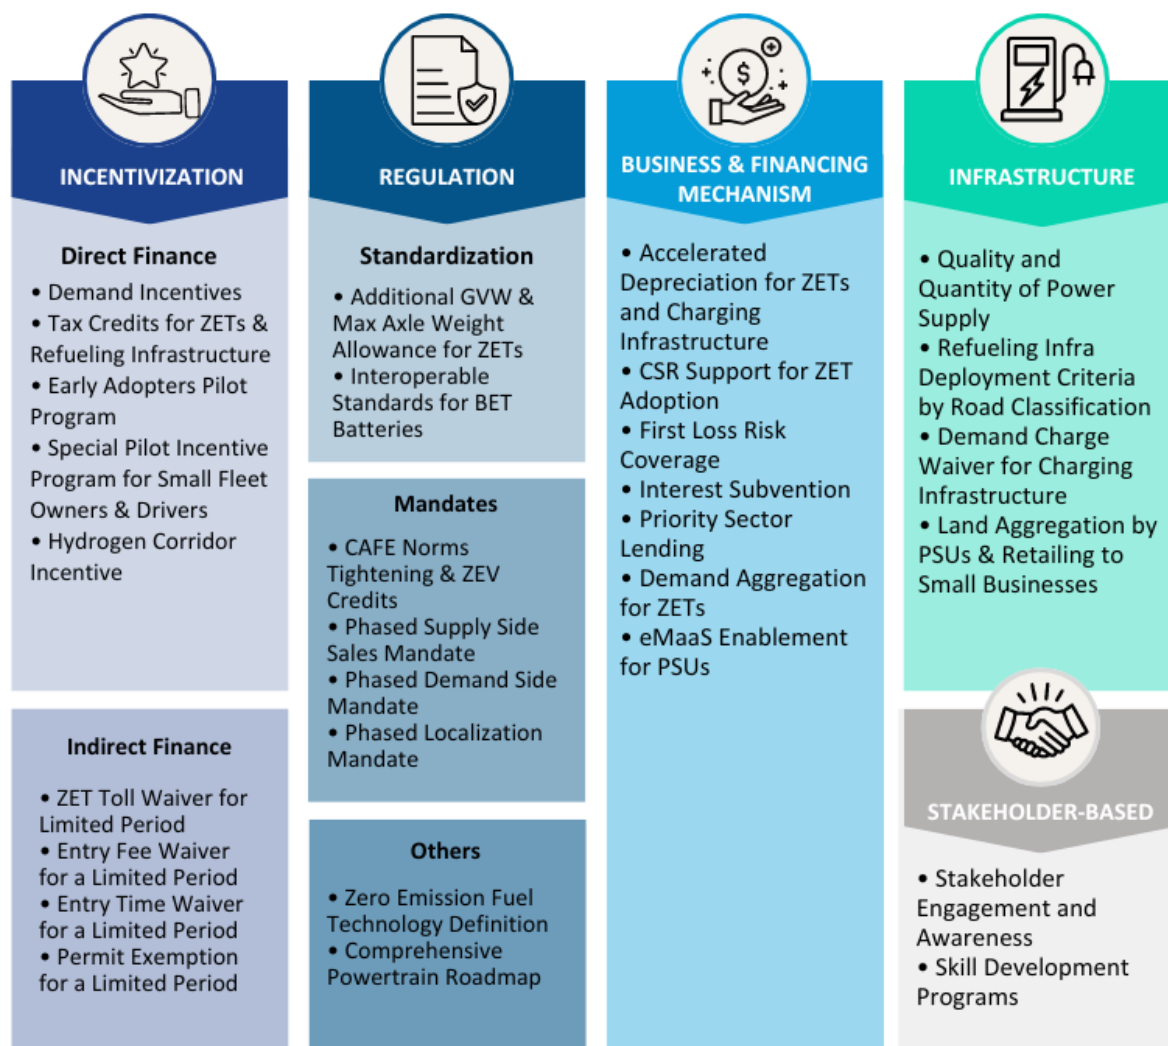 INCENTIVIZATION
Direct Finance
• Demand Incentives
• Tax Credits for ZETs &
Refueling Infrastructure
• Early Adopters Pilot
Program
• Special Pilot Incentive
Program for Small Fleet
Owners & Drivers
• Hydrogen Corridor
Incentive
Indirect Finance
• ZET Toll Waiver for
Limited Period
• Entry Fee Waiver
for a Limited Period
• Entry Time Waiver
for a Limited Period
• Permit Exemption
for a Limited Period
REGULATION
Standardization
• Additional GVW &
Max Axle Weight
Allowance for ZETs
• Interoperable
Standards for BET
Batteries
Mandates
• CAFE Norms
Tightening & ZEV
Credits
• Phased Supply Side
Sales Mandate
• Phased Demand Side
Mandate
• Phased Localization
Mandate
Others
• Zero Emission Fuel
Technology Definition
• Comprehensive
Powertrain Roadmap
$
BUSINESS & FINANCING
MECHANISM
• Accelerated
Depreciation for ZETs
and Charging
Infrastructure
• CSR Support for ZET
Adoption
• First Loss Risk
Coverage
• Interest Subvention
• Priority Sector
Lending
• Demand Aggregation
for ZETs
• eMaaS Enablement
for PSUs
INFRASTRUCTURE
• Quality and
Quantity of Power
Supply
• Refueling Infra
Deployment Criteria
by Road Classification
• Demand Charge
Waiver for Charging
Infrastructure
• Land Aggregation by
PSUs & Retailing to
Small Businesses
STAKEHOLDER-BASED
• Stakeholder
Engagement and
Awareness
• Skill Development
Programs